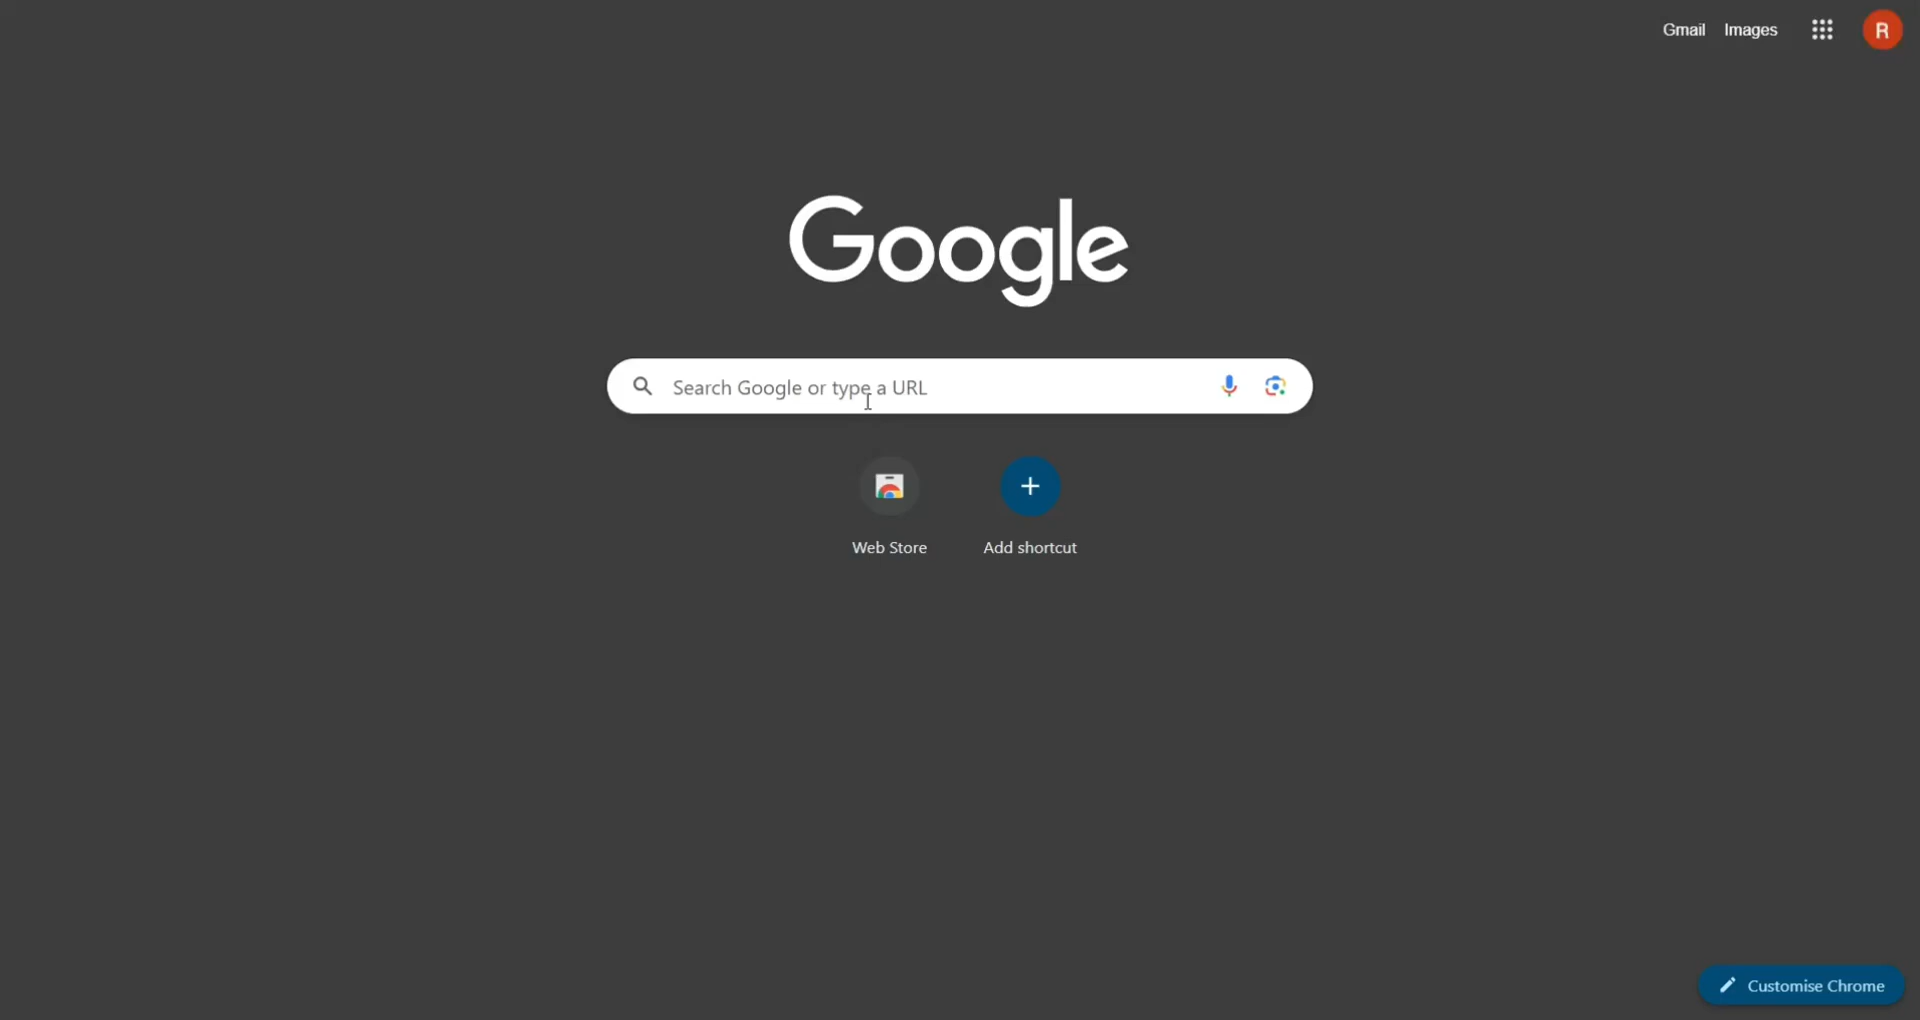 Gmail Images
R
Google
Search Google or type a URL
Web Store
Add shortcut
Customise Chrome